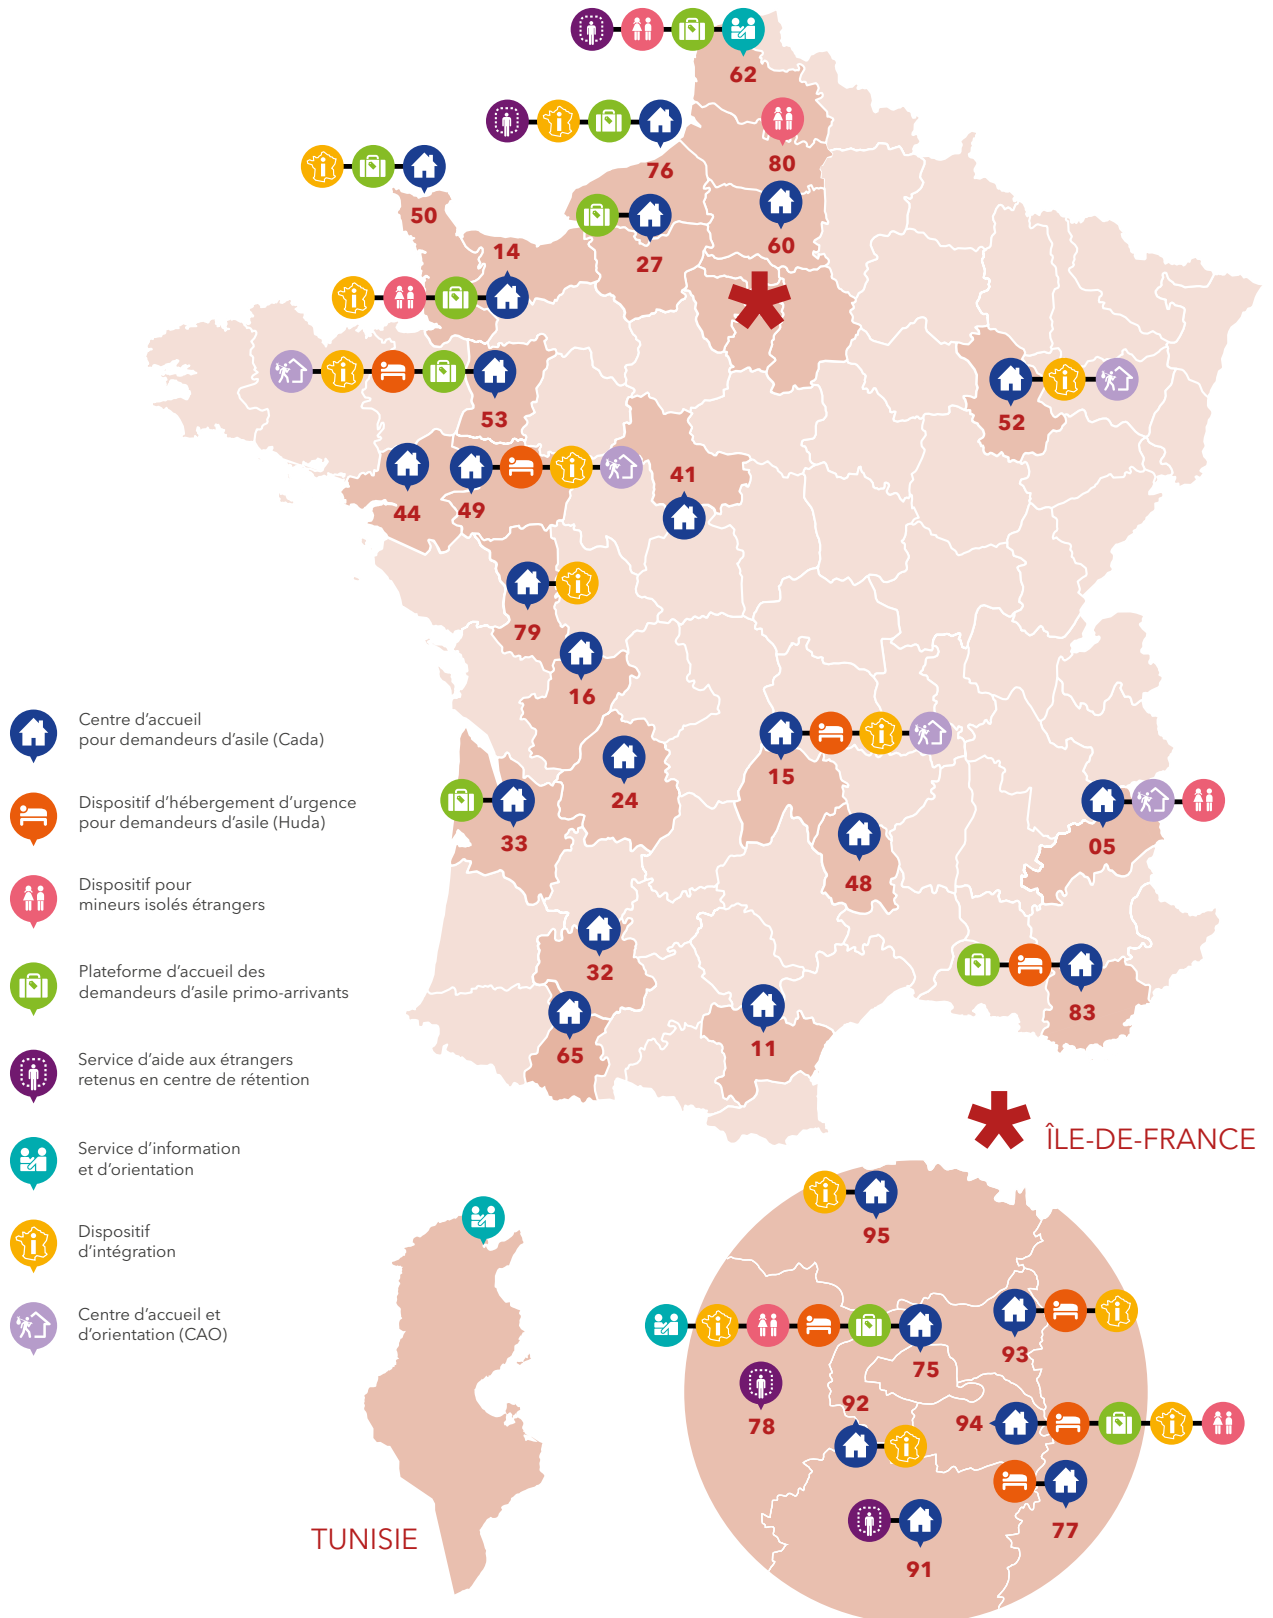 62
76
80
50
60
14
27
53
52
41
44
49
79
16
15
24
33
05
48
32
83
65
11
Centre d'accueil
pour demandeurs d'asile (Cada)
Dispositif d'hébergement d'urgence
pour demandeurs d'asile (Huda)
Dispositif pour
mineurs isolés étrangers
Plateforme d'accueil des
demandeurs d'asile primo-arrivants
Service d'aide aux étrangers
retenus en centre de rétention
Service d'information
et d'orientation
Dispositif
d'intégration
Centre d'accueil et
d'orientation (CAO)
ÎLE-DE-FRANCE
95
93
75
92
78
94
77
91
TUNISIE